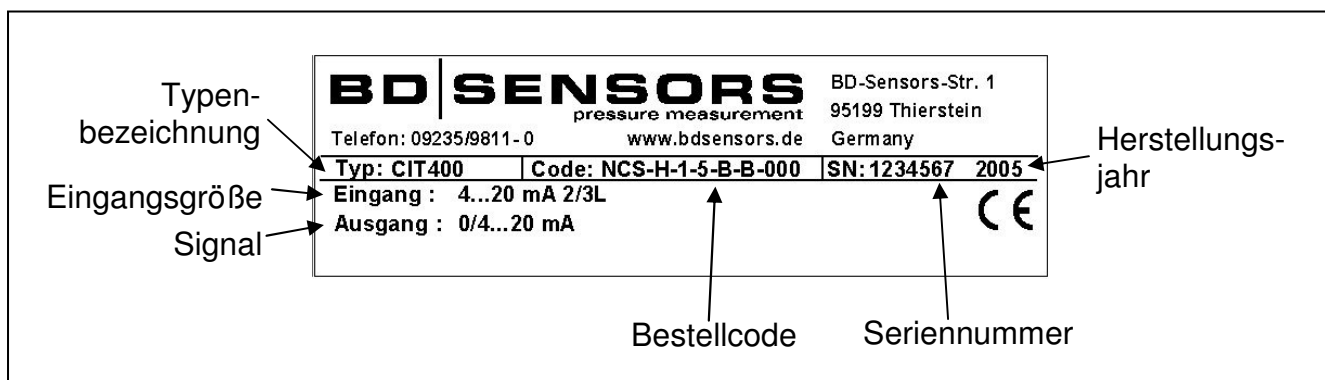 Typen-
bezeichnung
Eingangsgröße
Signal
BD SENSORS
pressure measurement
BD-Sensors-Str. 1
95199 Thierstein
Telefon: 09235/9811-0 www.bdsensors.de Germany
Typ: CIT400 Code: NCS-H-1-5-B-B-000 SN: 1234567 2005
Eingang : 4...20 mA 2/3L
Ausgang : 0/4...20 mA
CE
Herstellungs-
jahr
Bestellcode Seriennummer